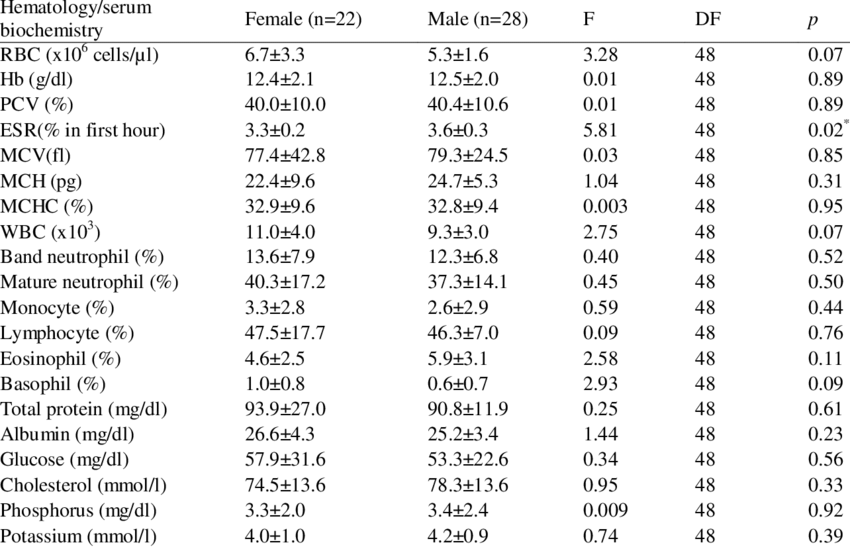 Hematology/serum biochemistry Female (n=22) Male (n=28) F DF p
RBC (x10⁶ cells/µl) 6.7±3.3 5.3±1.6 3.28 48 0.07
Hb (g/dl) 12.4±2.1 12.5±2.0 0.01 48 0.89
PCV (%) 40.0±10.0 40.4±10.6 0.01 48 0.89
ESR(% in first hour) 3.3±0.2 3.6±0.3 5.81 48 0.02*
MCV(fl) 77.4±42.8 79.3±24.5 0.03 48 0.85
MCH (pg) 22.4±9.6 24.7±5.3 1.04 48 0.31
MCHC (%) 32.9±9.6 32.8±9.4 0.003 48 0.95
WBC (x10³) 11.0±4.0 9.3±3.0 2.75 48 0.07
Band neutrophil (%) 13.6±7.9 12.3±6.8 0.40 48 0.52
Mature neutrophil (%) 40.3±17.2 37.3±14.1 0.45 48 0.50
Monocyte (%) 3.3±2.8 2.6±2.9 0.59 48 0.44
Lymphocyte (%) 47.5±17.7 46.3±7.0 0.09 48 0.76
Eosinophil (%) 4.6±2.5 5.9±3.1 2.58 48 0.11
Basophil (%) 1.0±0.8 0.6±0.7 2.93 48 0.09
Total protein (mg/dl) 93.9±27.0 90.8±11.9 0.25 48 0.61
Albumin (mg/dl) 26.6±4.3 25.2±3.4 1.44 48 0.23
Glucose (mg/dl) 57.9±31.6 53.3±22.6 0.34 48 0.56
Cholesterol (mmol/l) 74.5±13.6 78.3±13.6 0.95 48 0.33
Phosphorus (mg/dl) 3.3±2.0 3.4±2.4 0.009 48 0.92
Potassium (mmol/l) 4.0±1.0 4.2±0.9 0.74 48 0.39